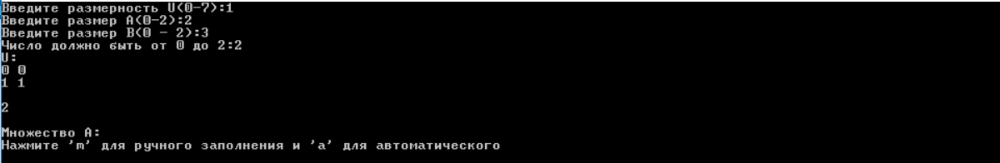 Введите размерность U(0-7):1
Введите размер A(0-2):2
Введите размер B(0 - 2):3
Число должно быть от 0 до 2:2
U:
0 0
1 1
2
Множество A:
Нажмите 'm' для ручного заполнения и 'a' для автоматического